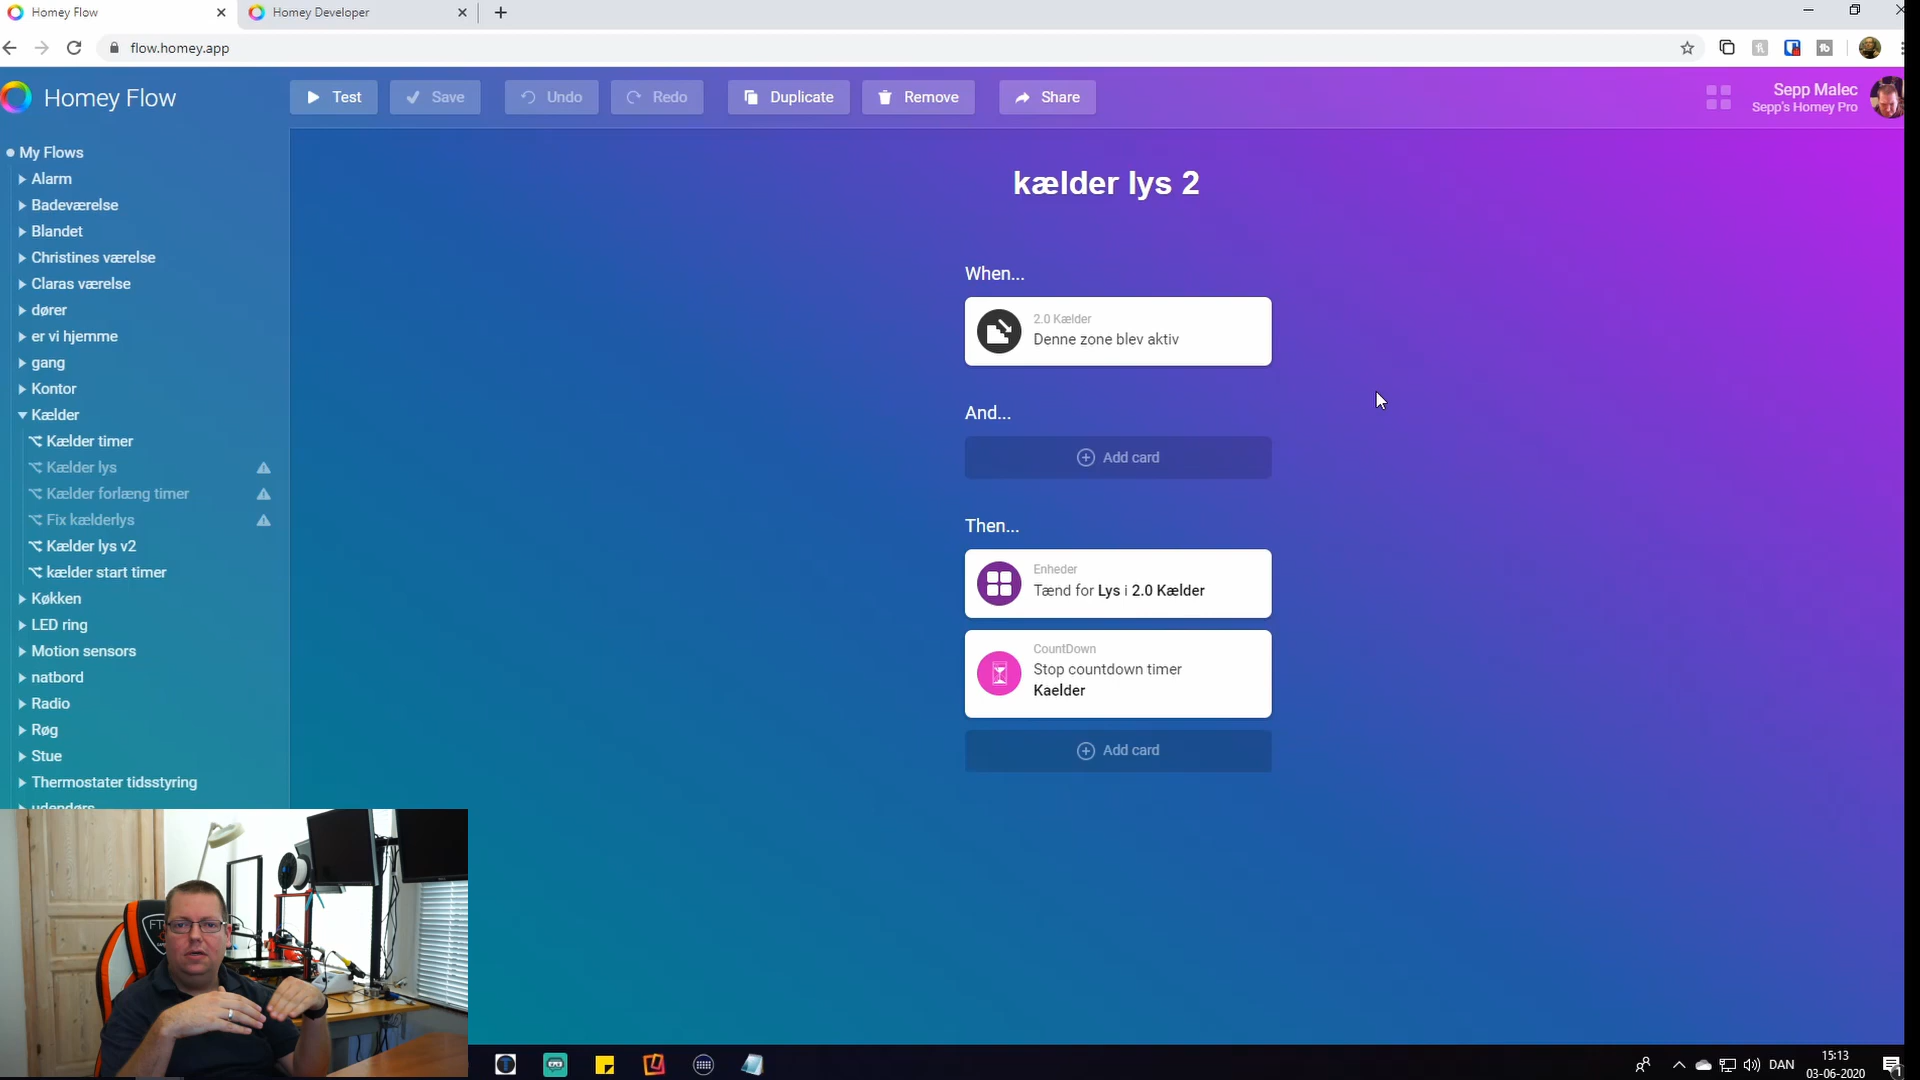 Homey Flow
Homey Developer
flow.homey.app
Homey Flow
Test
Save
Undo
Redo
Duplicate
Remove
Share
Sepp Malec
Sepp's Homey Pro
My Flows
Alarm
Badeværelse
Blandet
Christines værelse
Claras værelse
dører
er vi hjemme
gang
Kontor
Kælder
Kælder timer
Kælder lys
Kælder forlæng timer
Fix kælderlys
Kælder lys v2
kælder start timer
Køkken
LED ring
Motion sensors
natbord
Radio
Røg
Stue
Thermostater tidsstyring
udendørs
kælder lys 2
When...
2.0 Kælder
Denne zone blev aktiv
And...
Add card
Then...
Enheder
Tænd for Lys i 2.0 Kælder
CountDown
Stop countdown timer
Kaelder
Add card
DAN
15:13
03-06-2020